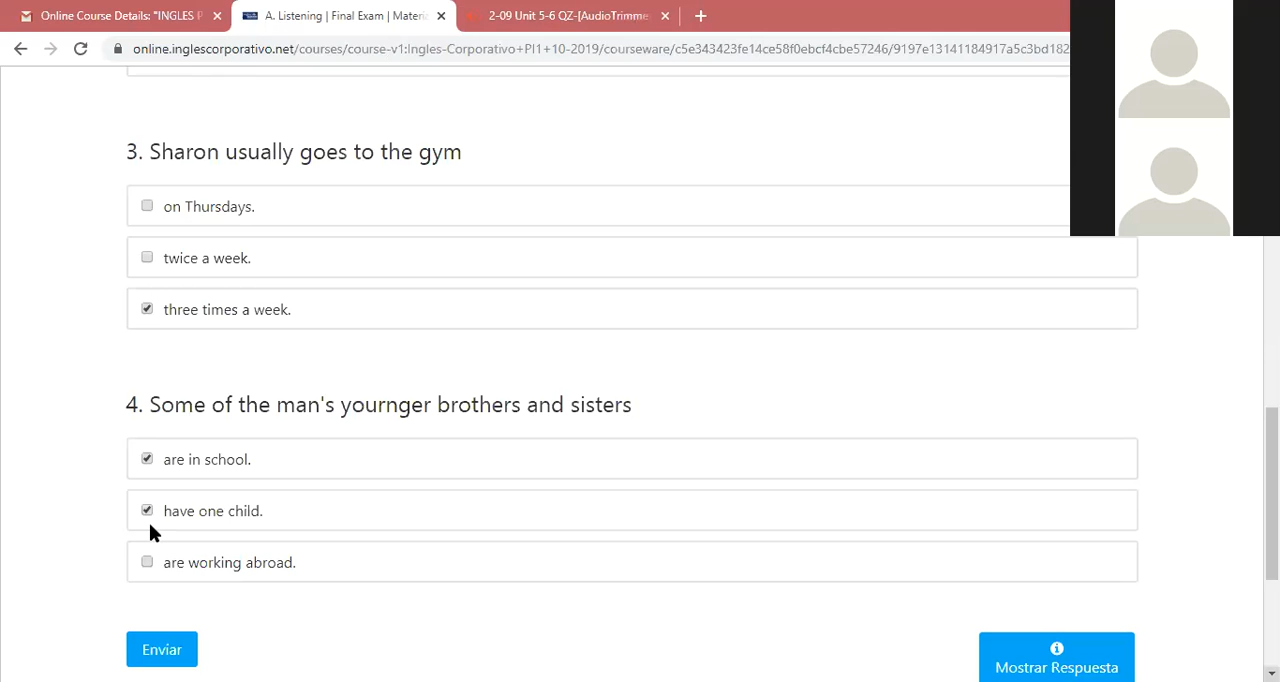 Online Course Details: "INGLES P
A. Listening | Final Exam | Materia
2-09 Unit 5-6 QZ-[AudioTrimme
online.inglescorporativo.net/courses/course-v1:Ingles-Corporativo+PI1+10-2019/courseware/c5e343423fe14ce58f0ebcf4cbe57246/9197e13141184917a5c3bd182
3. Sharon usually goes to the gym
on Thursdays.
twice a week.
three times a week.
4. Some of the man's yournger brothers and sisters
are in school.
have one child.
are working abroad.
Enviar
Mostrar Respuesta